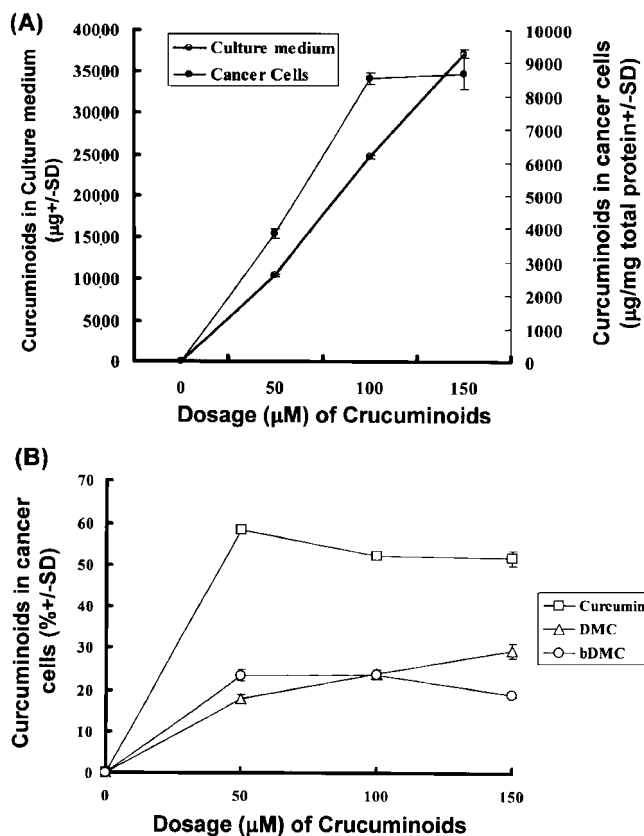 (A)
Culture medium
Cancer Cells
Curcuminoids in Culture medium
(µg+/-SD)
40000
35000
30000
25000
20000
15000
10000
5000
0
10000
9000
8000
7000
6000
5000
4000
3000
2000
1000
0
Curcuminoids in cancer cells
(µg/mg total protein+/-SD)
0 50 100 150
Dosage (µM) of Crucuminoids
(B)
Curcuminoids in cancer
cells (%+/-SD)
70
60
50
40
30
20
10
0
Curcumin
DMC
bDMC
0 50 100 150
Dosage (µM) of Crucuminoids